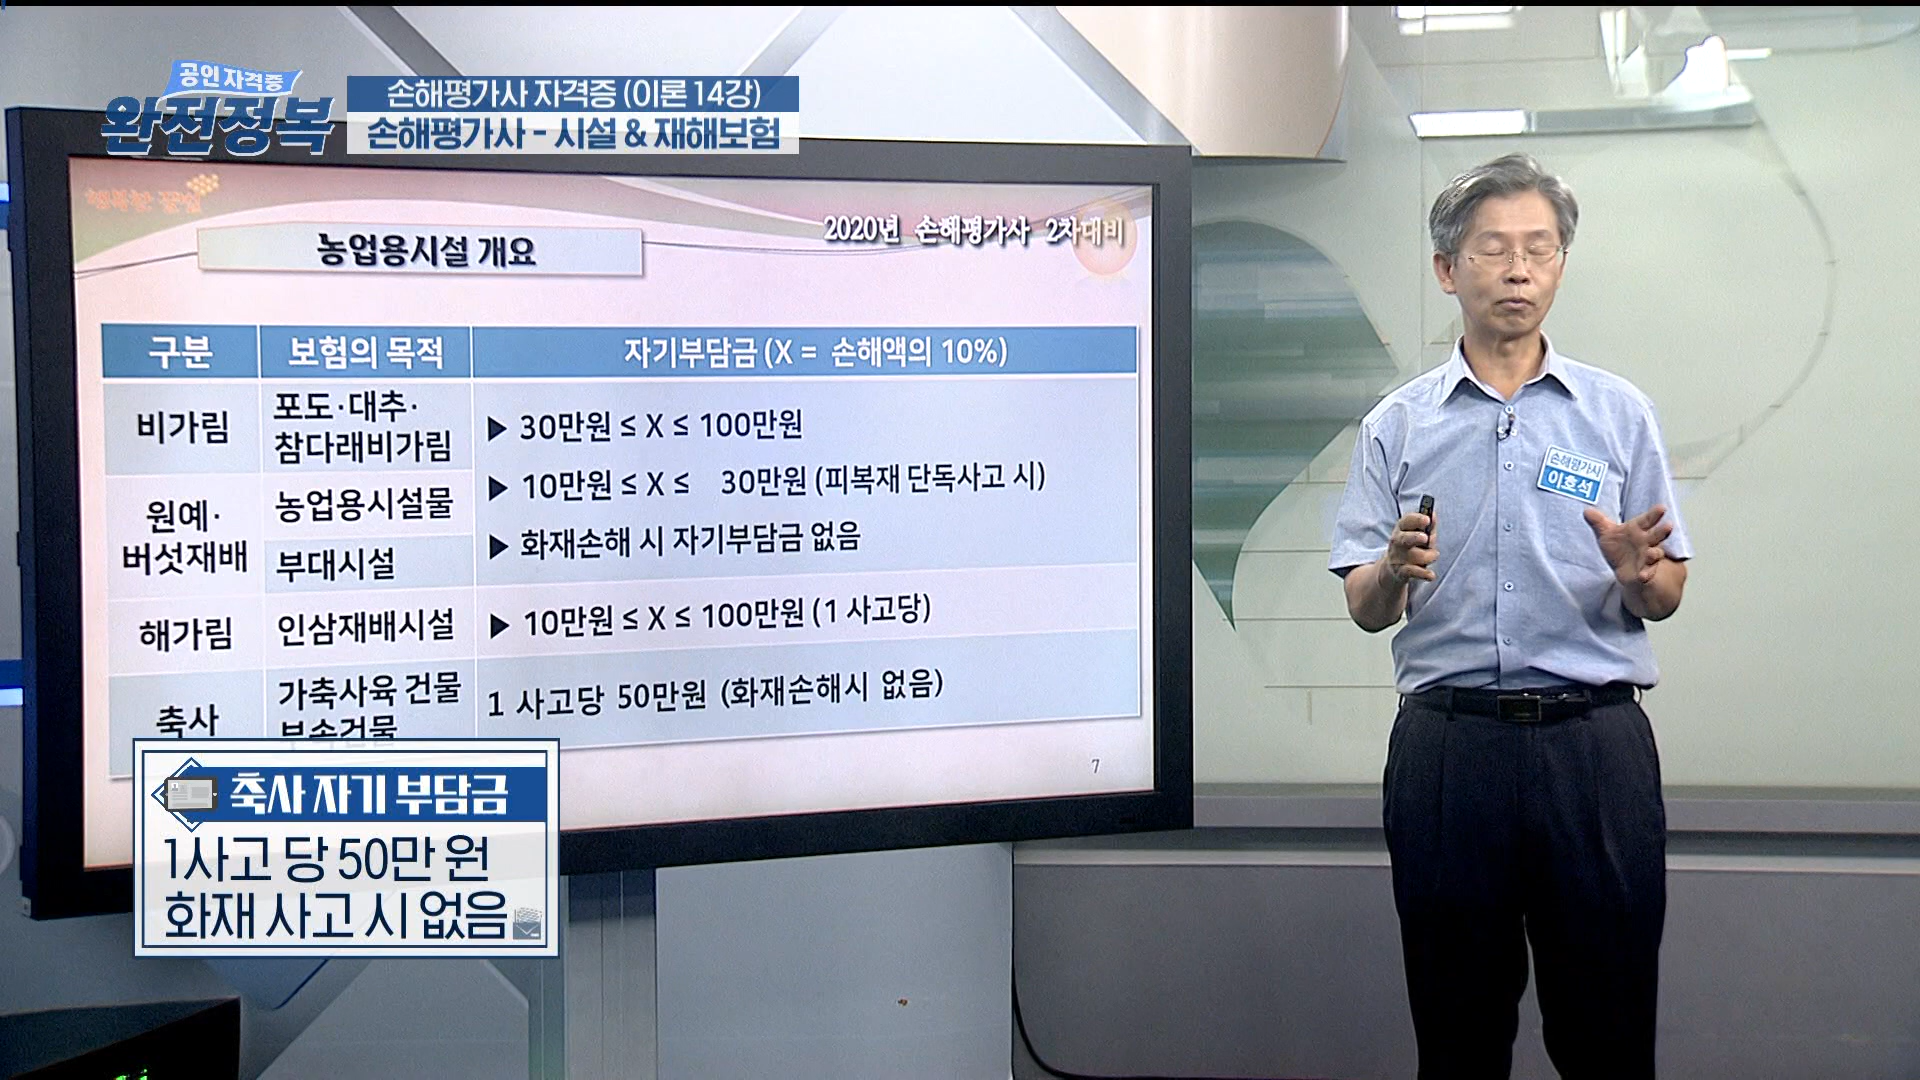 공인 자격증
완전정복
손해평가사 자격증 (이론 14강)
손해평가사 - 시설 & 재해보험
행복한 꿈임
2020년 손해평가사 2차대비
농업용시설 개요
구분
보험의 목적
자기부담금 (X = 손해액의 10%)
비가림
포도·대추·
참다래비가림
▶ 30만원 ≤ X ≤ 100만원
▶ 10만원 ≤ X ≤ 30만원 (피복재 단독사고 시)
▶ 화재손해 시 자기부담금 없음
원예·
버섯재배
농업용시설물
부대시설
해가림
인삼재배시설
▶ 10만원 ≤ X ≤ 100만원 (1 사고당)
축사
가축사육 건물
부속건물
1 사고당 50만원 (화재손해시 없음)
7
축사 자기 부담금
1사고 당 50만 원
화재 사고 시 없음
손해평가사
이호석